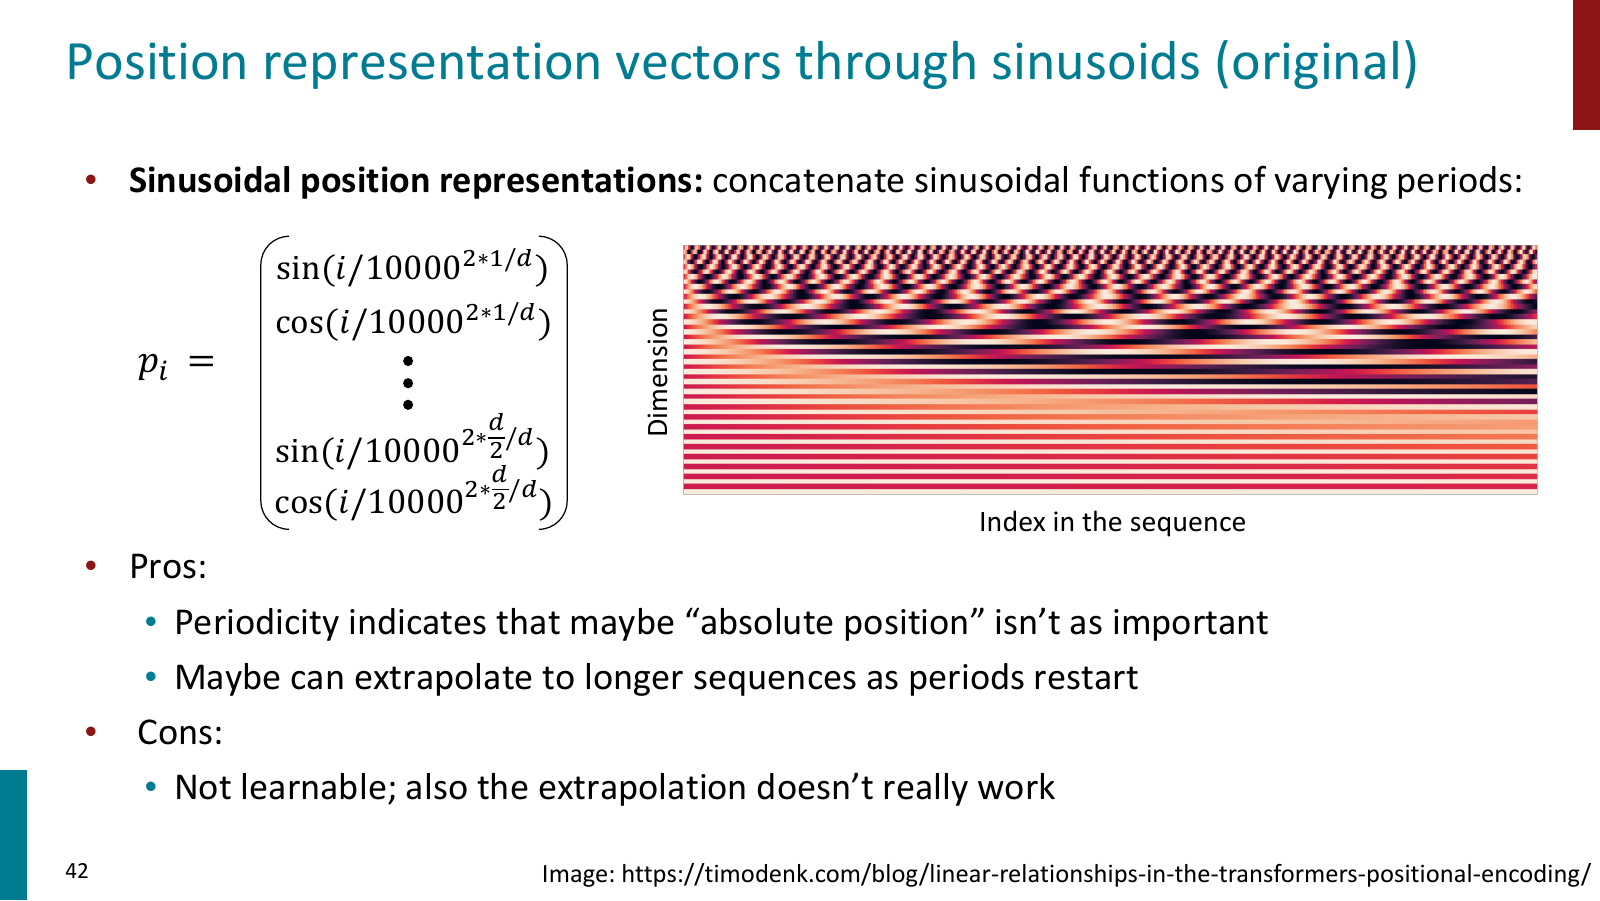 Position representation vectors through sinusoids (original)
• Sinusoidal position representations: concatenate sinusoidal functions of varying periods:
sin(𝑖/10000^{2∗1/𝑑})
cos(𝑖/10000^{2∗1/𝑑})
𝑝_𝑖 =
sin(𝑖/10000^{2∗\frac{𝑑}{2}/𝑑})
cos(𝑖/10000^{2∗\frac{𝑑}{2}/𝑑})
Dimension
Index in the sequence
• Pros:
• Periodicity indicates that maybe “absolute position” isn’t as important
• Maybe can extrapolate to longer sequences as periods restart
• Cons:
• Not learnable; also the extrapolation doesn’t really work
42
Image: https://timodenk.com/blog/linear-relationships-in-the-transformers-positional-encoding/